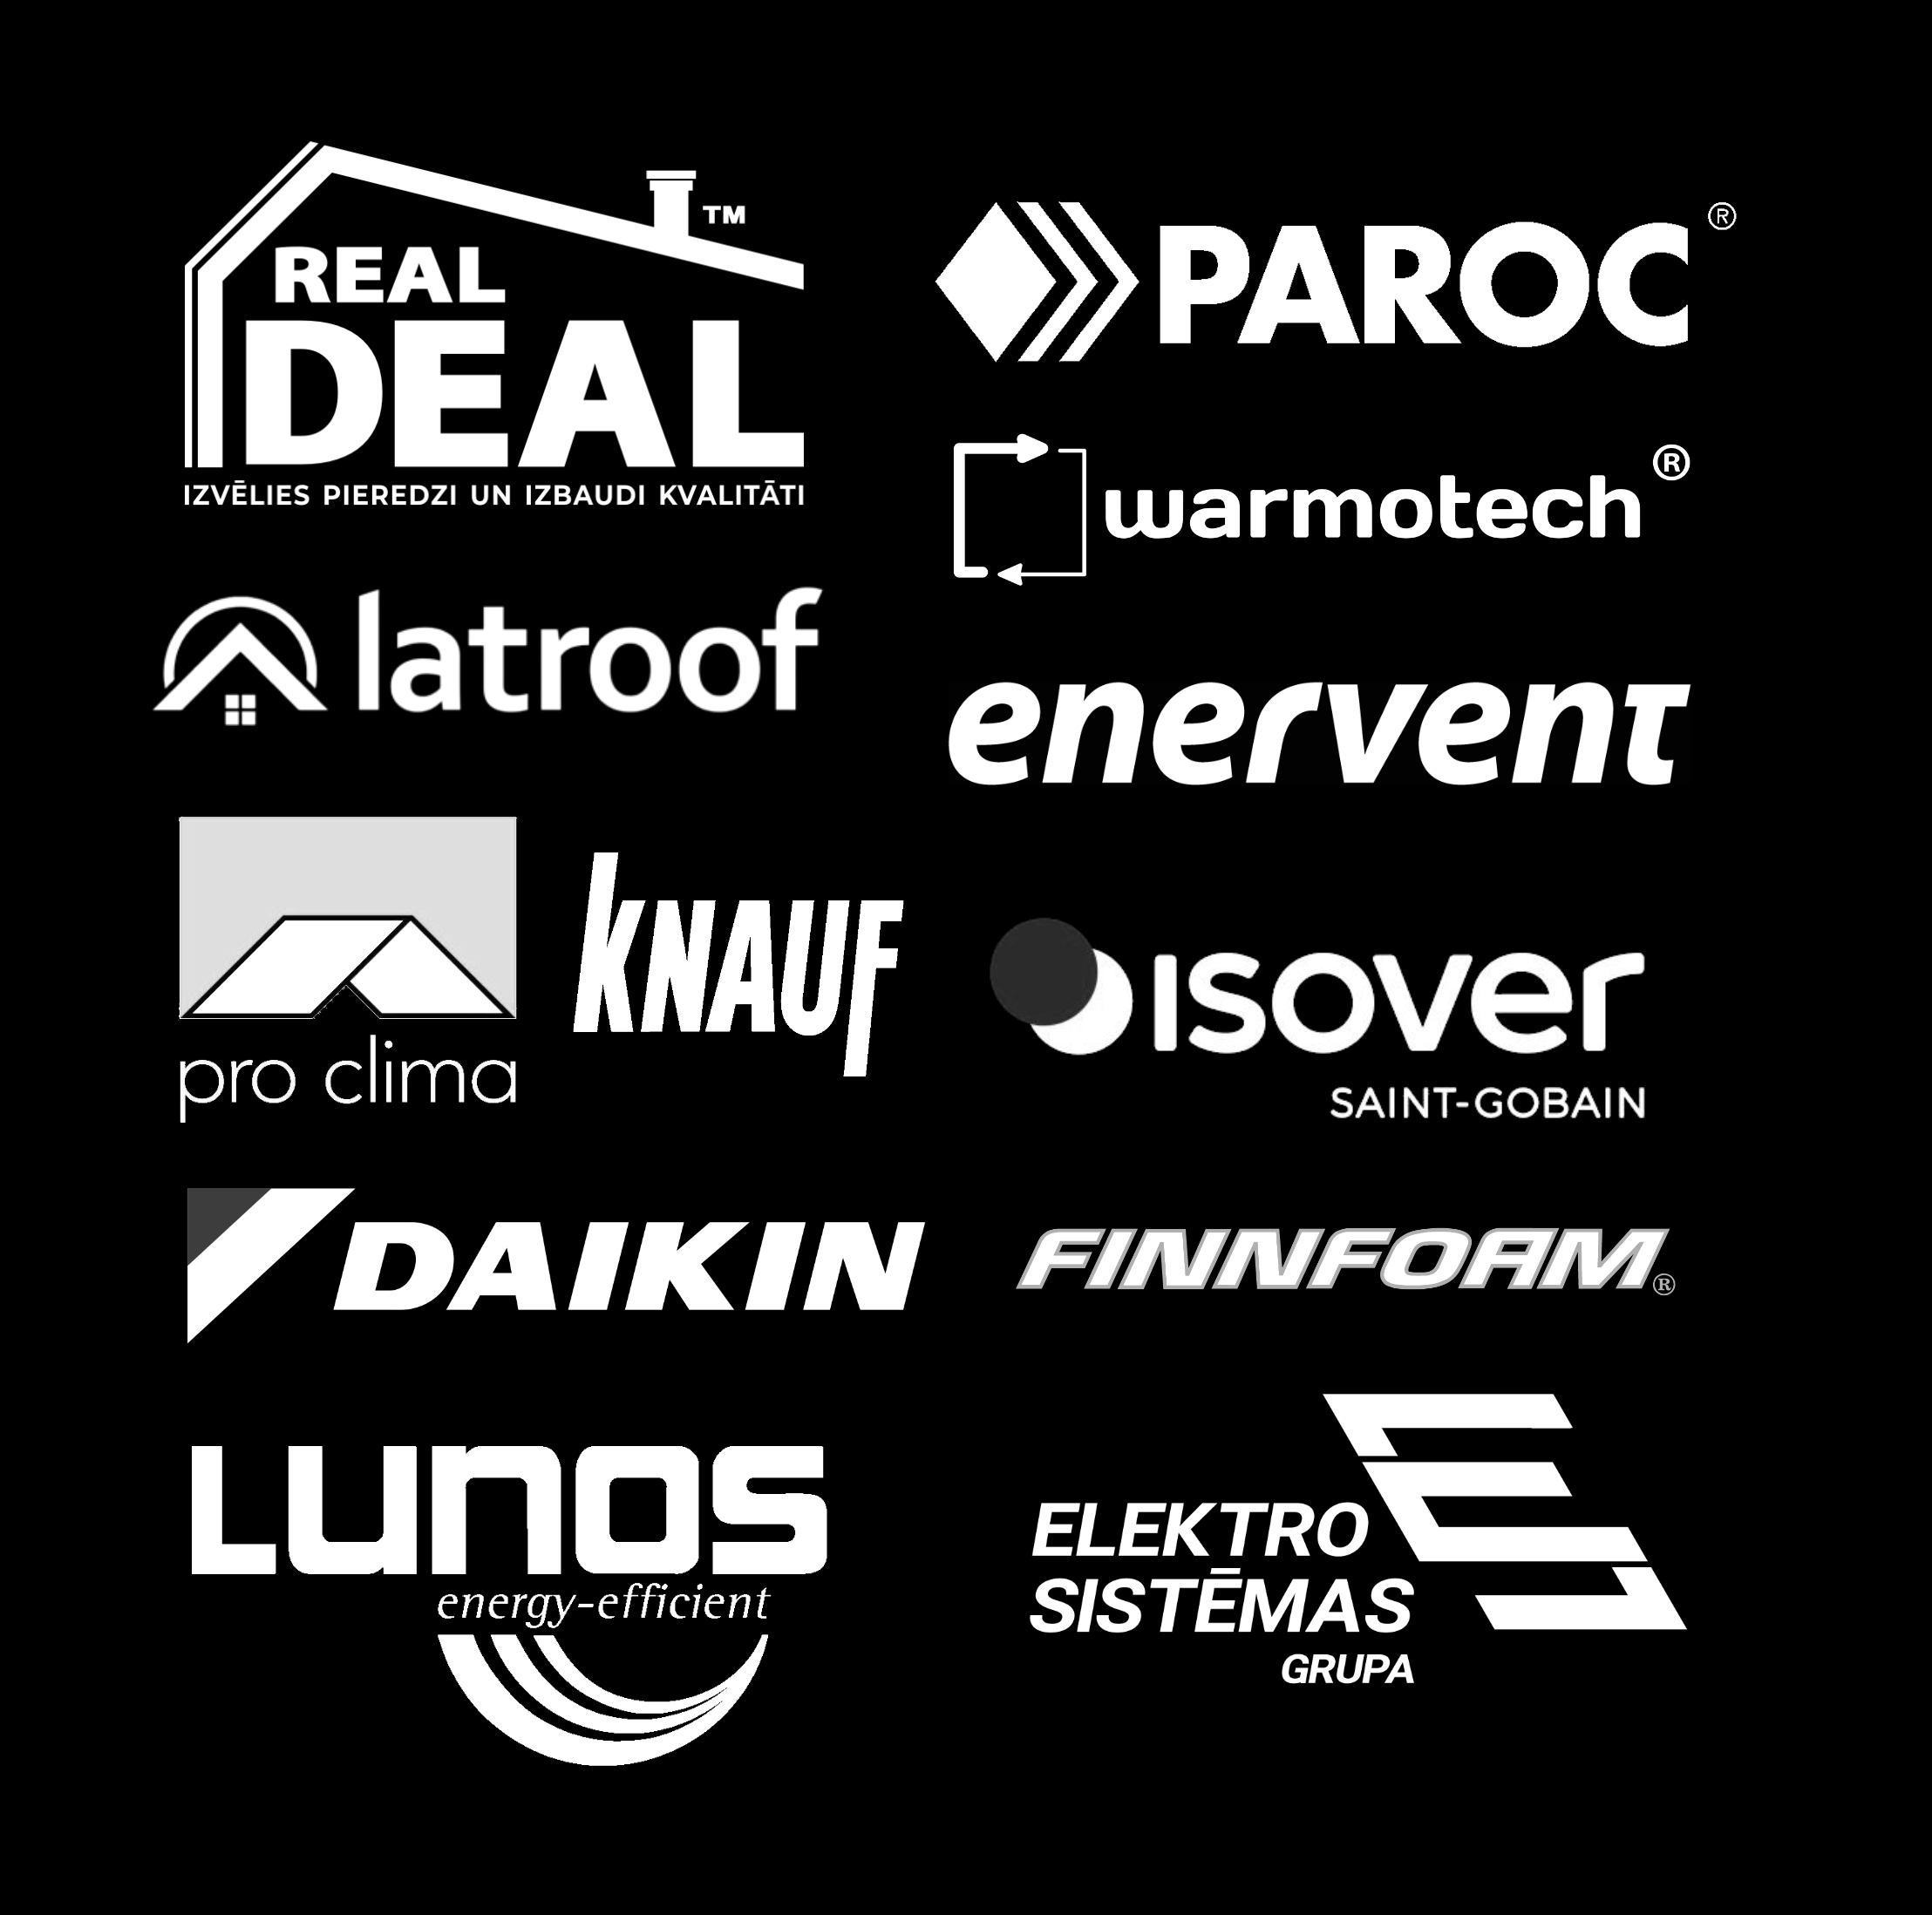 REAL
DEAL
™
IZVĒLIES PIEREDZI UN IZBAUDI KVALITĀTI
PAROC®
warmotech®
latroof
enervent
pro clima
KNAUF
isover
SAINT-GOBAIN
DAIKIN
FINNFOAM®
LUNOS
energy-efficient
ELEKTRO
SISTĒMAS
GRUPA